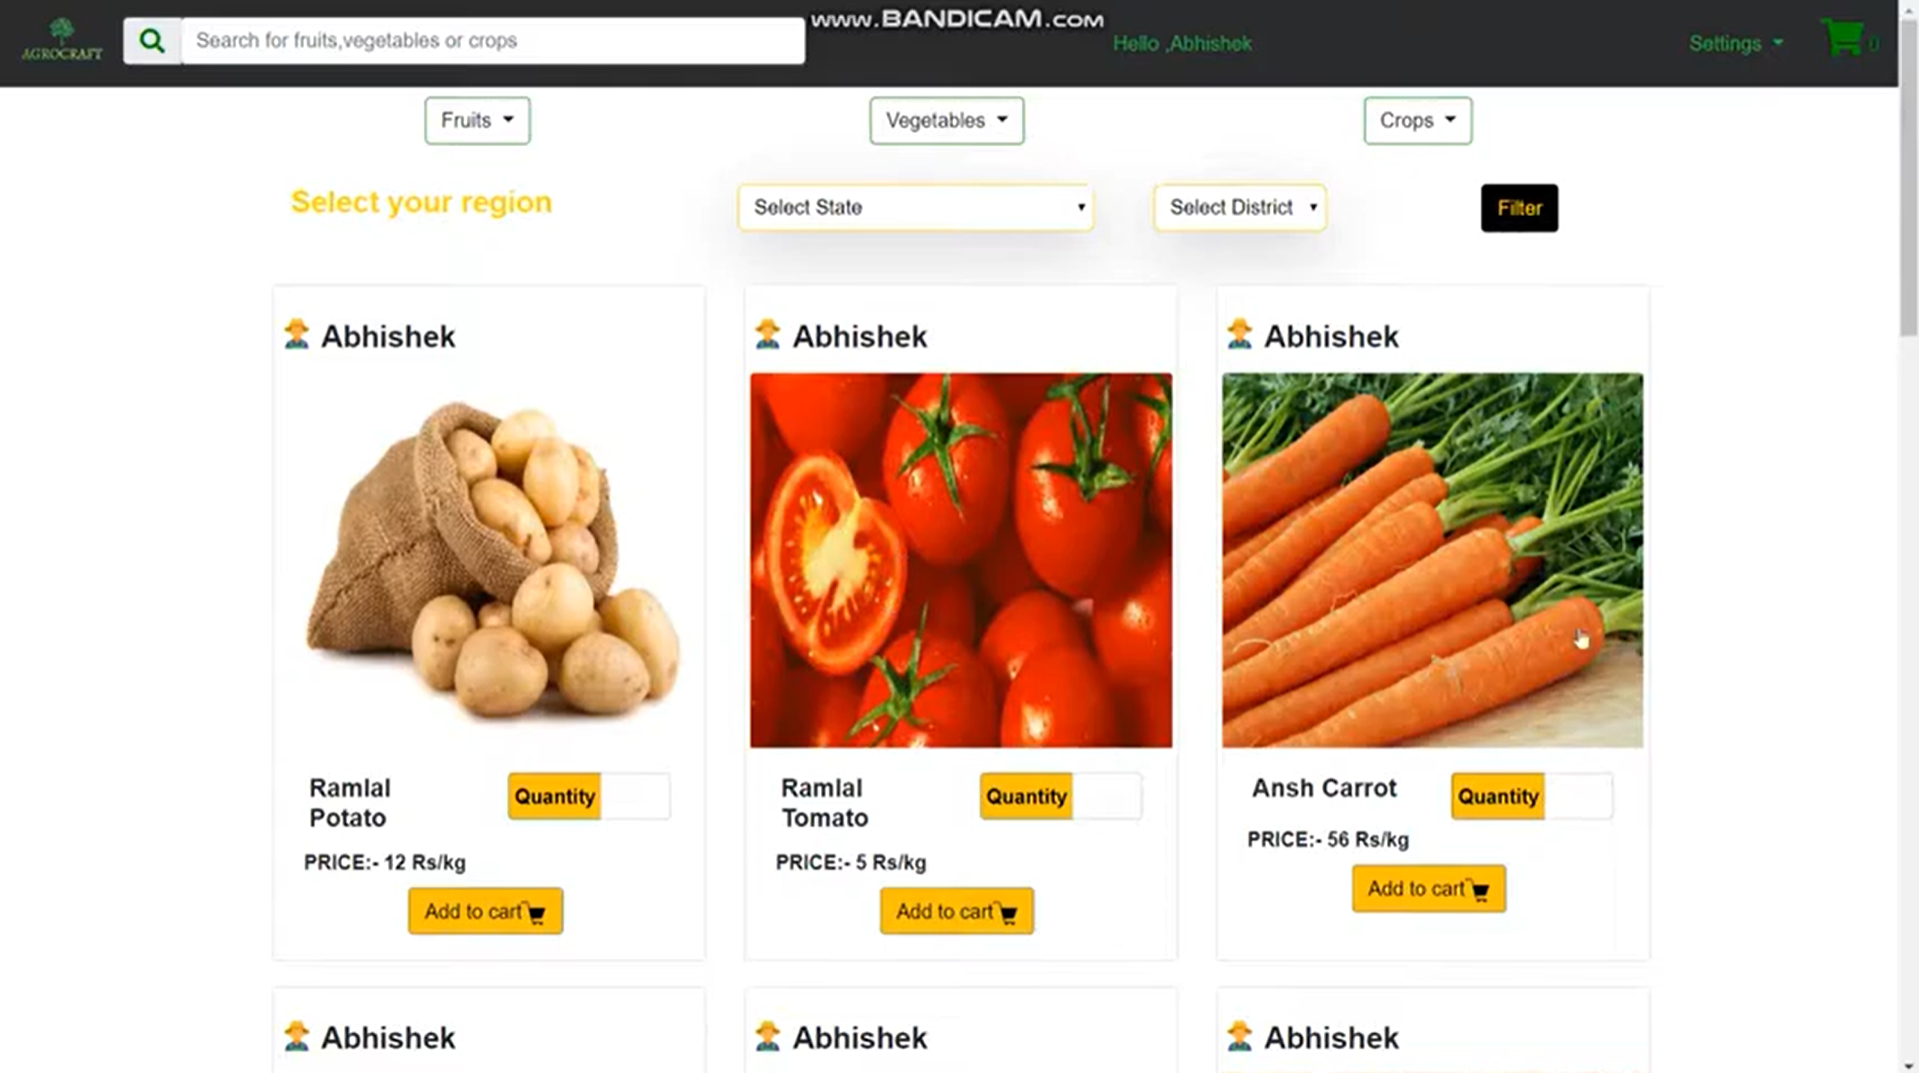 www.BANDICAM.com
AGROCRAFT
Search for fruits,vegetables or crops
Hello ,Abhishek
Settings
0
Fruits
Vegetables
Crops
Select your region
Select State
Select District
Filter
Abhishek
Abhishek
Abhishek
Ramlal
Potato
Quantity
PRICE:- 12 Rs/kg
Add to cart
Ramlal
Tomato
Quantity
PRICE:- 5 Rs/kg
Add to cart
Ansh Carrot
Quantity
PRICE:- 56 Rs/kg
Add to cart
Abhishek
Abhishek
Abhishek